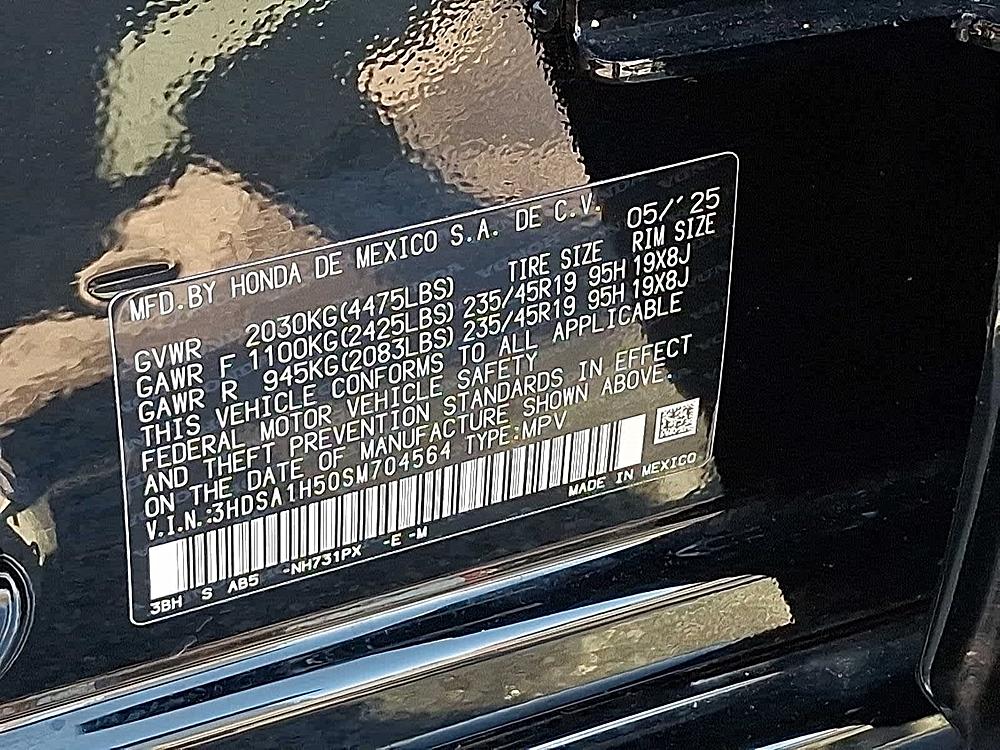 MFD.BY HONDA DE MEXICO S.A. DE C.V. 05/'25
TIRE SIZE RIM SIZE
GVWR 2030KG(4475LBS)
GAWR F 1100KG(2425LBS) 235/45R19 95H 19X8J
GAWR R 945KG(2083LBS) 235/45R19 95H 19X8J
THIS VEHICLE CONFORMS TO ALL APPLICABLE
FEDERAL MOTOR VEHICLE SAFETY
AND THEFT PREVENTION STANDARDS IN EFFECT
ON THE DATE OF MANUFACTURE SHOWN ABOVE.
V.I.N.:3HDSA1H50SM704564 TYPE:MPV
MADE IN MEXICO
3BH S AB5 -NH731PX -E -M